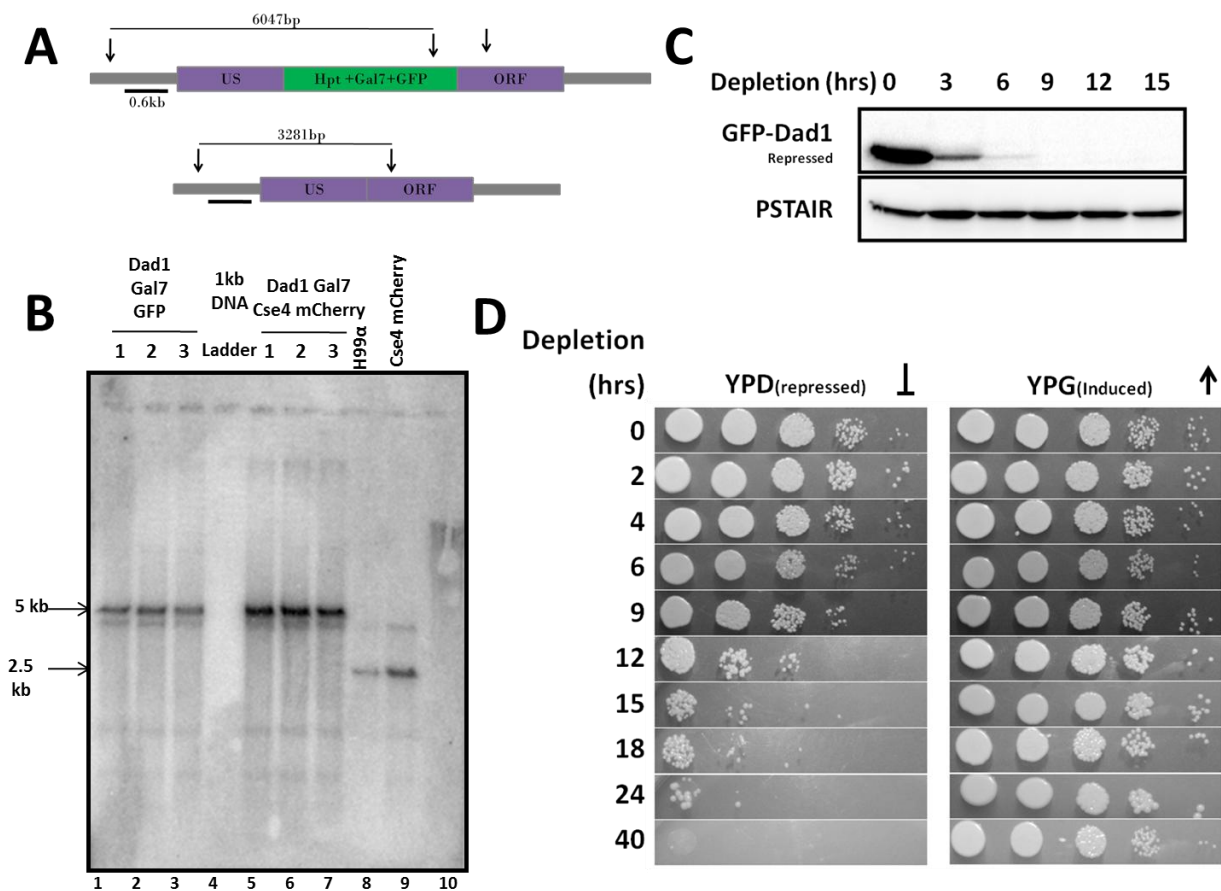 A
6047bp
US
Hpt +Gal7+GFP
ORF
0.6kb
3281bp
US
ORF
B
Dad1
Gal7
GFP
1kb
DNA
Ladder
Dad1 Gal7
Cse4 mCherry
H99α
Cse4 mCherry
1 2 3
1 2 3
5 kb
2.5
kb
1 2 3 4 5 6 7 8 9 10
C
Depletion (hrs) 0 3 6 9 12 15
GFP-Dad1
Repressed
PSTAIR
D
Depletion
(hrs)
YPD(repressed)
YPG(Induced)
0
2
4
6
9
12
15
18
24
40